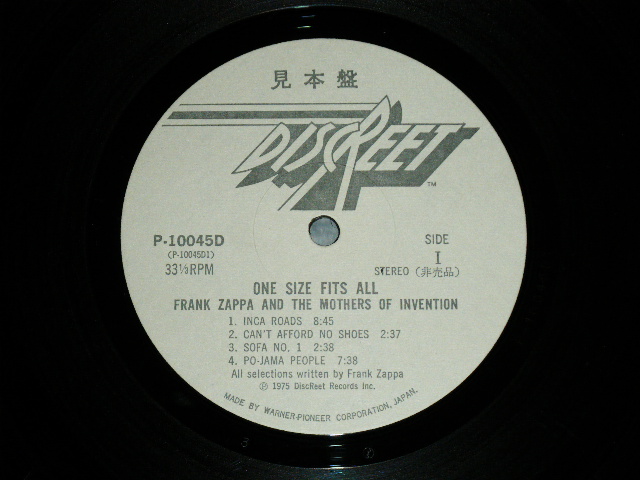 見本盤
DISCREET
TM
P-10045D
(P-10045D1)
33⅓RPM
SIDE
I
STEREO (非売品)
ONE SIZE FITS ALL
FRANK ZAPPA AND THE MOTHERS OF INVENTION
1. INCA ROADS 8:45
2. CAN'T AFFORD NO SHOES 2:37
3. SOFA NO. 1 2:38
4. PO-JAMA PEOPLE 7:38
All selections written by Frank Zappa
Ⓟ 1975 DiscReet Records Inc.
MADE BY WARNER-PIONEER CORPORATION, JAPAN.